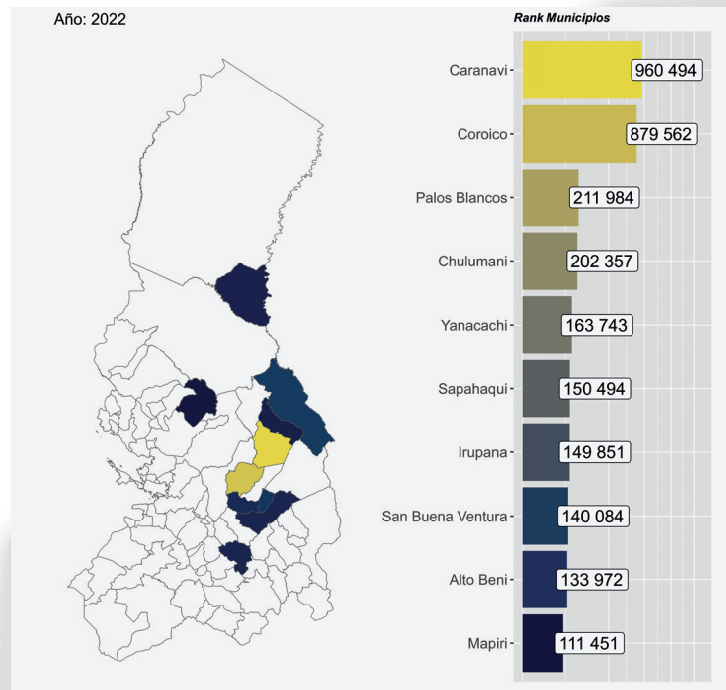 Año: 2022
Rank Municipios
Caranavi
960 494
Coroico
879 562
Palos Blancos
211 984
Chulumani
202 357
Yanacachi
163 743
Sapahaqui
150 494
Irupana
149 851
San Buena Ventura
140 084
Alto Beni
133 972
Mapiri
111 451